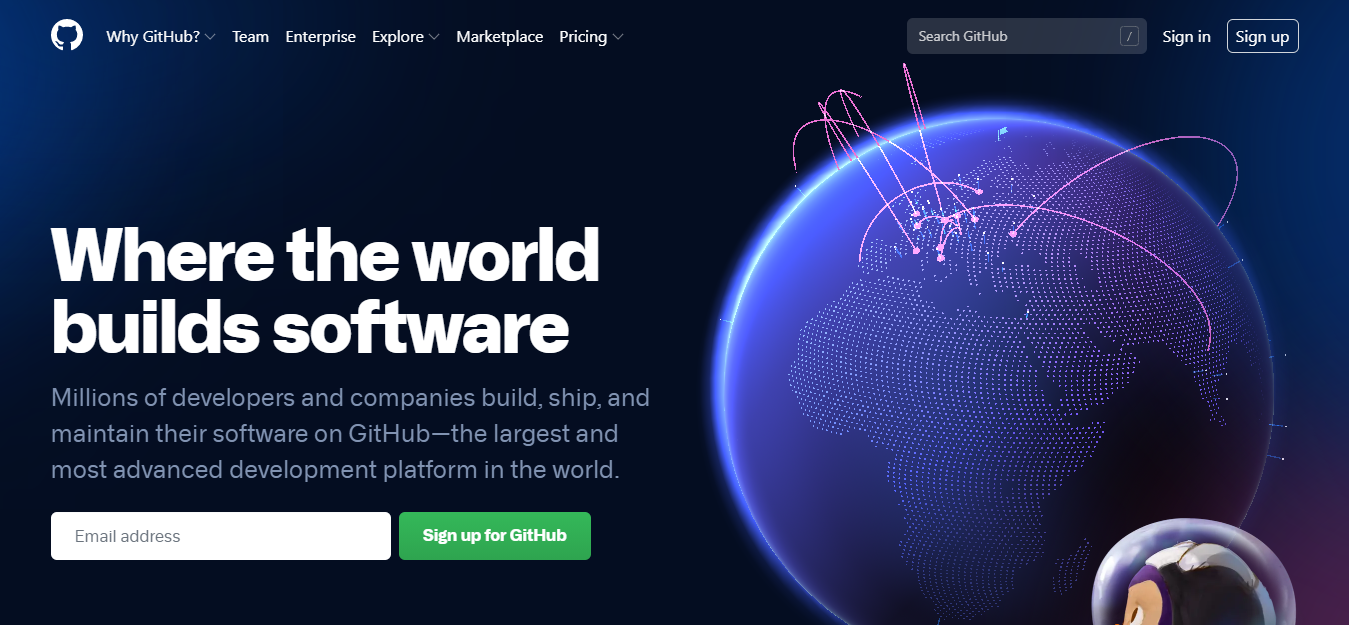 Why GitHub? Team Enterprise Explore Marketplace Pricing Search GitHub / Sign in Sign up
Where the world
builds software
Millions of developers and companies build, ship, and
maintain their software on GitHub—the largest and
most advanced development platform in the world.
Email address Sign up for GitHub